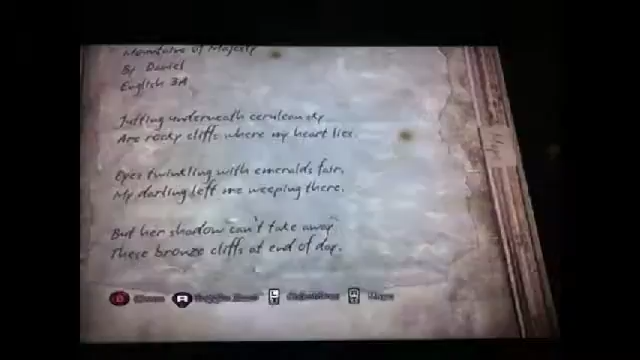 Mountains of Majesty
By Daniel
English 3A
Jutting underneath cerulean sky
Are rocky cliffs where my heart lies.
Eyes twinkling with emeralds fair,
My darling left me weeping there.
But her shadow can't take away
These bronze cliffs at end of day.